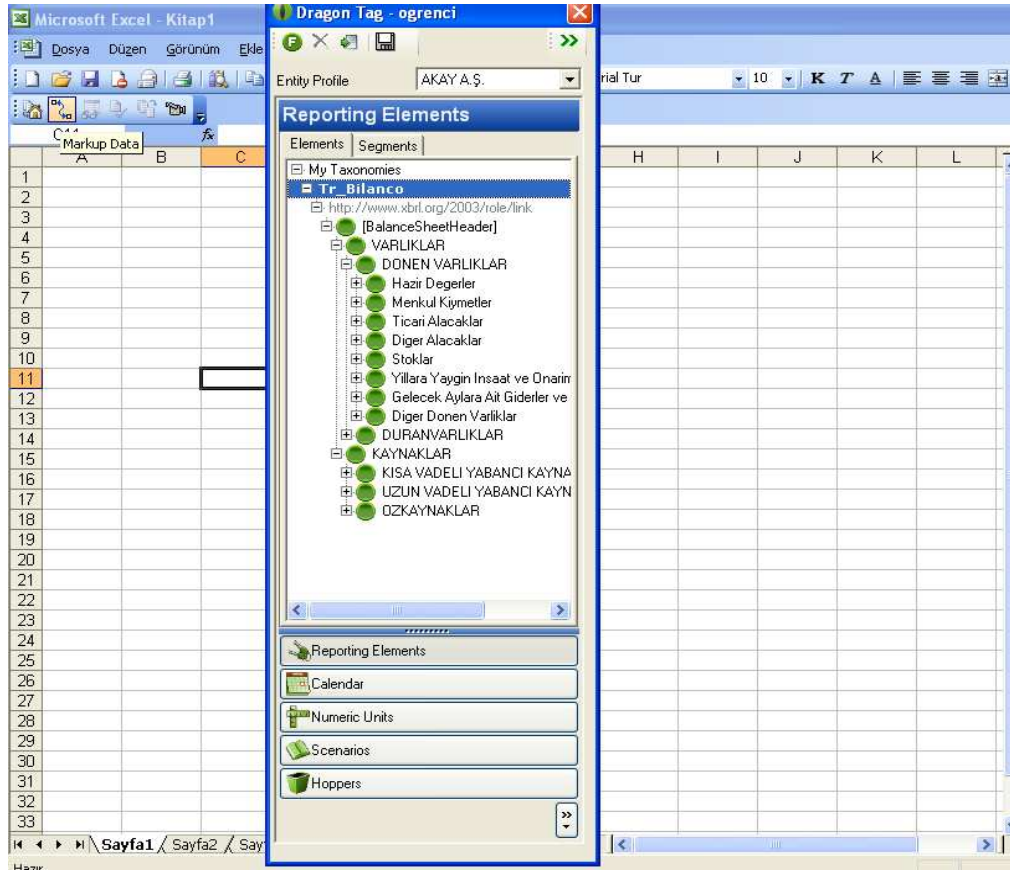 Microsoft Excel - Kitap1
Dosya Düzen Görünüm Ekle
rial Tur 10 K T A
Markup Data
fx
A B C H I J K L
1
2
3
4
5
6
7
8
9
10
11
12
13
14
15
16
17
18
19
20
21
22
23
24
25
26
27
28
29
30
31
32
33
Sayfa1 Sayfa2 Say
Hazır
Dragon Tag - ogrenci
Entity Profile AKAY A.Ş.
Reporting Elements
Elements Segments
My Taxonomies
Tr_Bilanco
http://www.xbrl.org/2003/role/link
[BalanceSheetHeader]
VARLIKLAR
DONEN VARLIKLAR
Hazir Degerler
Menkul Kiymetler
Ticari Alacaklar
Diger Alacaklar
Stoklar
Yillara Yaygin Insaat ve Onarim
Gelecek Aylara Ait Giderler ve
Diger Donen Varliklar
DURANVARLIKLAR
KAYNAKLAR
KISA VADELI YABANCI KAYNA
UZUN VADELI YABANCI KAYN
OZKAYNAKLAR
Reporting Elements
Calendar
Numeric Units
Scenarios
Hoppers